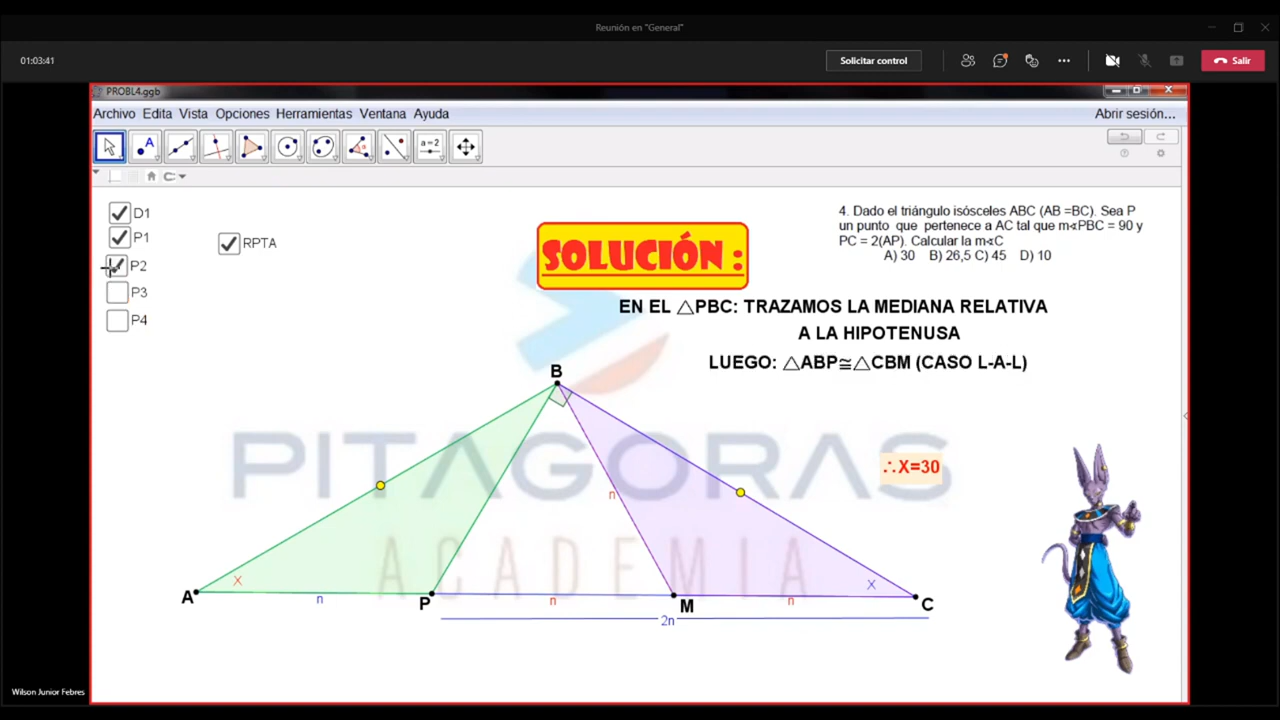 Reunión en "General"
01:03:41
Solicitar control
Salir
PROBL4.ggb
Archivo Edita Vista Opciones Herramientas Ventana Ayuda
Abrir sesión...
A
a=2
D1
P1
P2
P3
P4
RPTA
SOLUCIÓN :
4. Dado el triángulo isósceles ABC (AB =BC). Sea P
un punto que pertenece a AC tal que m∢PBC = 90 y
PC = 2(AP). Calcular la m∢C
A) 30 B) 26,5 C) 45 D) 10
EN EL △PBC: TRAZAMOS LA MEDIANA RELATIVA
A LA HIPOTENUSA
LUEGO: △ABP≅△CBM (CASO L-A-L)
B
PITAGORAS
ACADEMIA
∴X=30
n
X
X
A
n
P
n
M
n
C
2n
Wilson Junior Febres